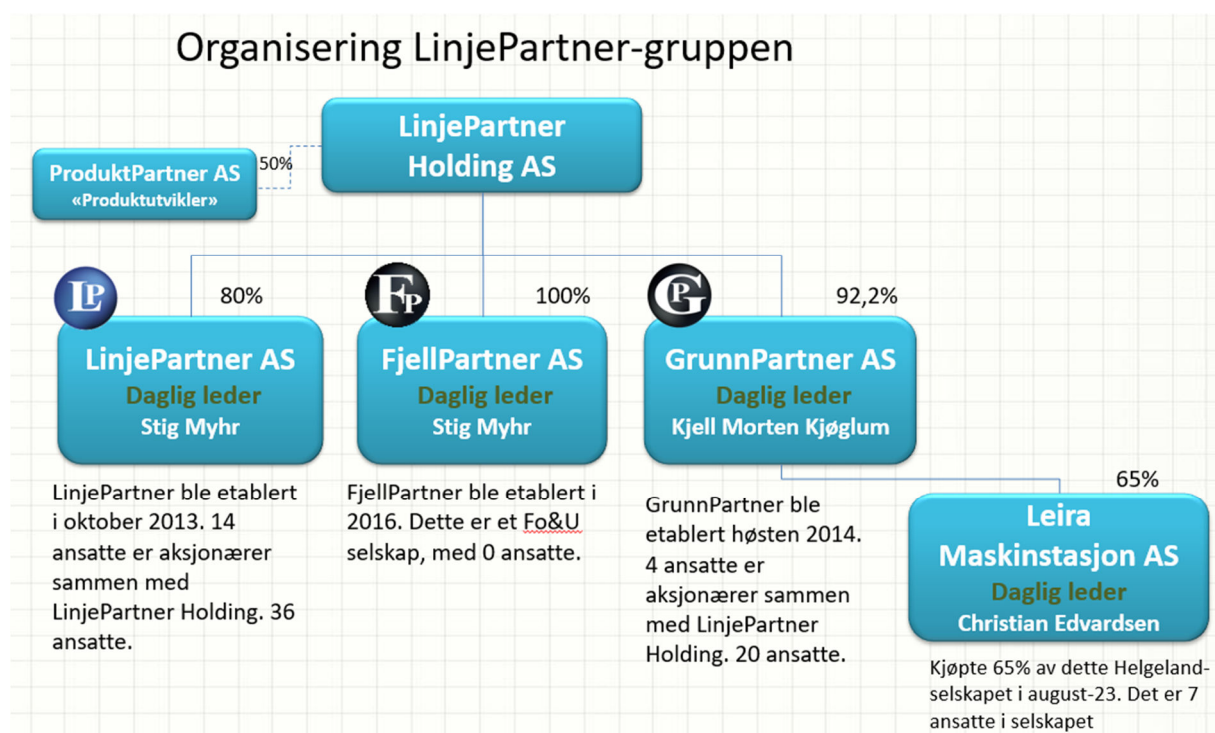 Organisering LinjePartner-gruppen
LinjePartner
Holding AS
ProduktPartner AS
«Produktutvikler»
50%
LP
80%
LinjePartner AS
Daglig leder
Stig Myhr
LinjePartner ble etablert
i oktober 2013. 14
ansatte er aksjonærer
sammen med
LinjePartner Holding. 36
ansatte.
FP
100%
FjellPartner AS
Daglig leder
Stig Myhr
FjellPartner ble etablert i
2016. Dette er et Fo&U
selskap, med 0 ansatte.
GP
92,2%
GrunnPartner AS
Daglig leder
Kjell Morten Kjøglum
GrunnPartner ble
etablert høsten 2014.
4 ansatte er
aksjonærer sammen
med LinjePartner
Holding. 20 ansatte.
65%
Leira
Maskinstasjon AS
Daglig leder
Christian Edvardsen
Kjøpte 65% av dette Helgeland-
selskapet i august-23. Det er 7
ansatte i selskapet